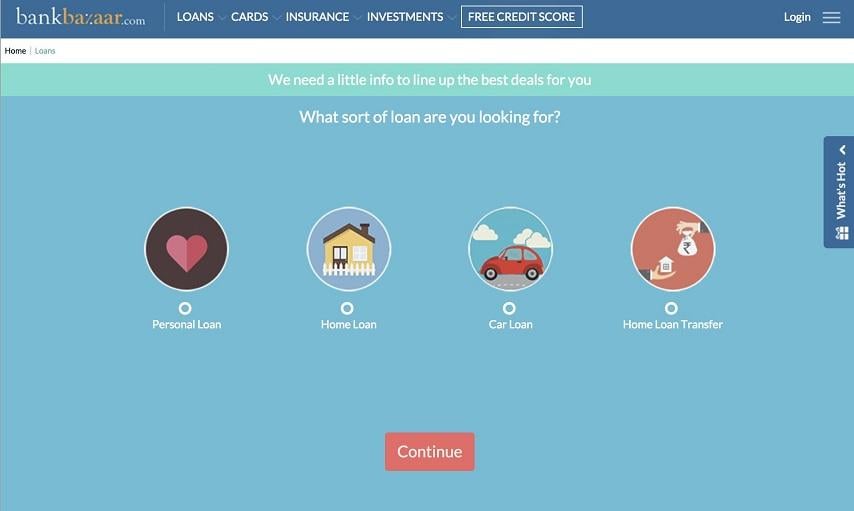 bankbazaar.com LOANS CARDS INSURANCE INVESTMENTS FREE CREDIT SCORE Login
Home | Loans
We need a little info to line up the best deals for you
What sort of loan are you looking for?
What's Hot
₹
Personal Loan Home Loan Car Loan Home Loan Transfer
Continue